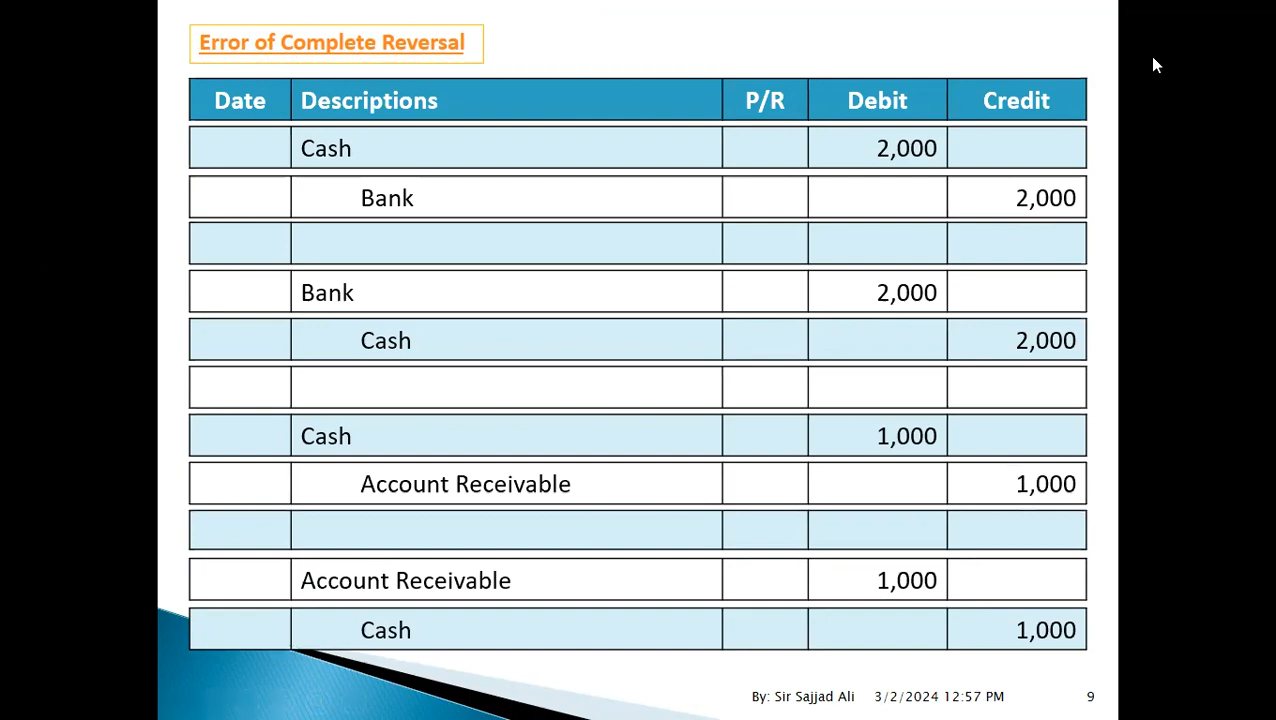 Error of Complete Reversal
Date Descriptions P/R Debit Credit
Cash 2,000
Bank 2,000
Bank 2,000
Cash 2,000
Cash 1,000
Account Receivable 1,000
Account Receivable 1,000
Cash 1,000
By: Sir Sajjad Ali 3/2/2024 12:57 PM 9